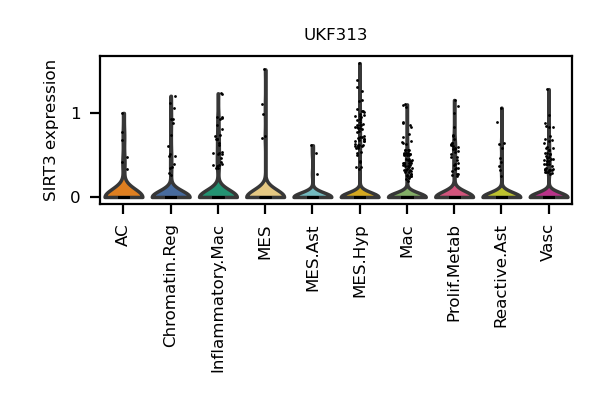 UKF313
SIRT3 expression
1
0
AC
Chromatin.Reg
Inflammatory.Mac
MES
MES.Ast
MES.Hyp
Mac
Prolif.Metab
Reactive.Ast
Vasc